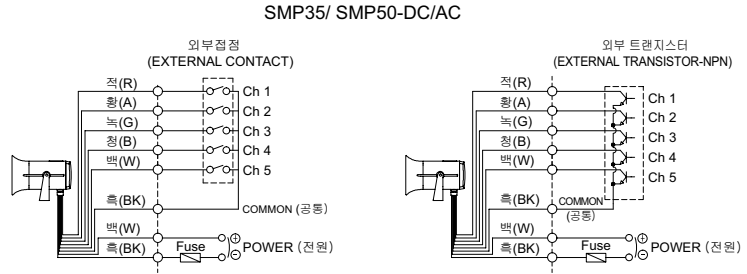 SMP35/ SMP50-DC/AC
외부접점
(EXTERNAL CONTACT)
적(R)
Ch 1
황(A)
Ch 2
녹(G)
Ch 3
청(B)
Ch 4
백(W)
Ch 5
흑(BK)
COMMON (공통)
백(W)
흑(BK)
Fuse
POWER (전원)
외부 트랜지스터
(EXTERNAL TRANSISTOR-NPN)
적(R)
Ch 1
황(A)
Ch 2
녹(G)
Ch 3
청(B)
Ch 4
백(W)
Ch 5
흑(BK)
COMMON
(공통)
백(W)
흑(BK)
Fuse
POWER (전원)